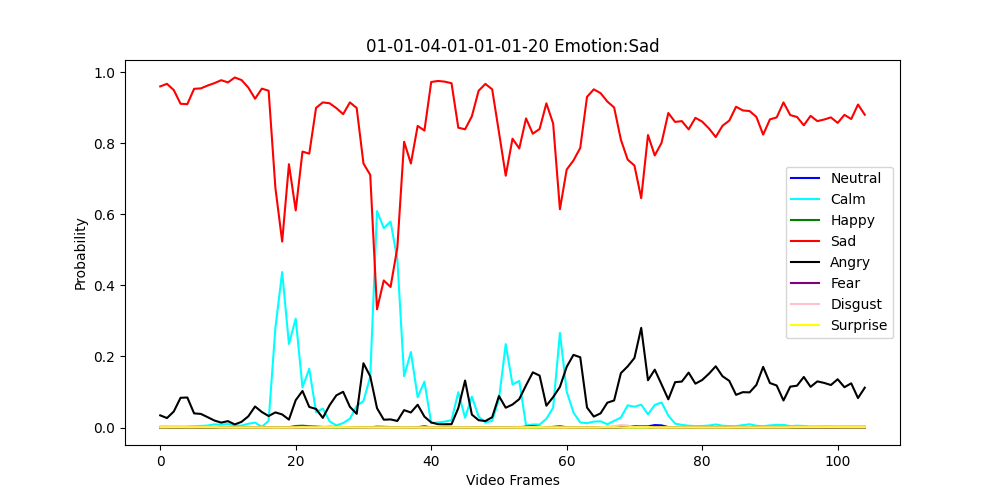 01-01-04-01-01-01-20 Emotion:Sad
Probability
1.0
0.8
0.6
0.4
0.2
0.0
0
20
40
60
80
100
Video Frames
Neutral
Calm
Happy
Sad
Angry
Fear
Disgust
Surprise